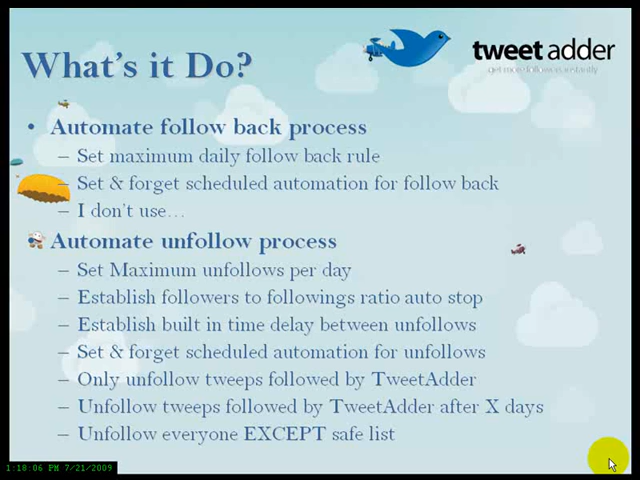 What's it Do?
tweet adder
get more followers instantly
• Automate follow back process
– Set maximum daily follow back rule
– Set & forget scheduled automation for follow back
– I don't use…
Automate unfollow process
– Set Maximum unfollows per day
– Establish followers to followings ratio auto stop
– Establish built in time delay between unfollows
– Set & forget scheduled automation for unfollows
– Only unfollow tweeps followed by TweetAdder
– Unfollow tweeps followed by TweetAdder after X days
– Unfollow everyone EXCEPT safe list
1:18:06 PM 7/21/2009